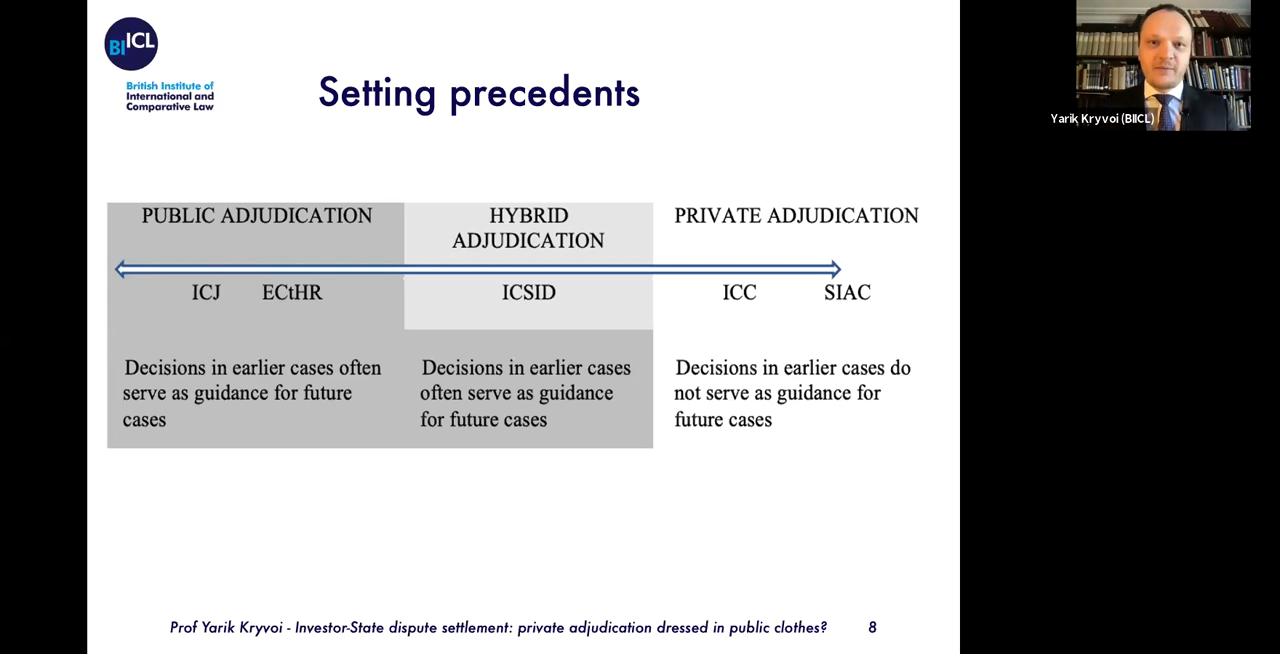 BIICL
British Institute of
International and
Comparative Law
Setting precedents
Yarik Kryvoi (BIICL)
PUBLIC ADJUDICATION
HYBRID
ADJUDICATION
PRIVATE ADJUDICATION
ICJ
ECtHR
ICSID
ICC
SIAC
Decisions in earlier cases often
serve as guidance for future
cases
Decisions in earlier cases
often serve as guidance
for future cases
Decisions in earlier cases do
not serve as guidance for
future cases
Prof Yarik Kryvoi - Investor-State dispute settlement: private adjudication dressed in public clothes?
8